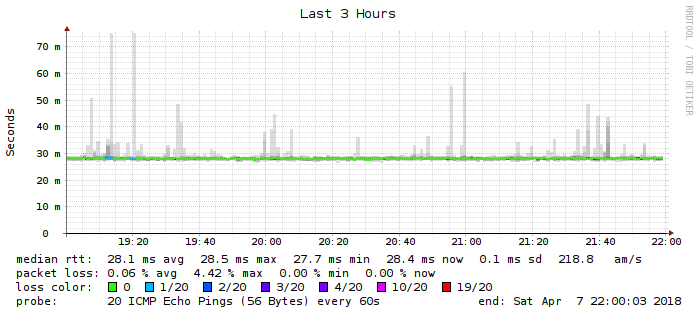 Last 3 Hours
RRDTOOL / TOBI OETIKER
Seconds
70 m
60 m
50 m
40 m
30 m
20 m
10 m
0
19:20 19:40 20:00 20:20 20:40 21:00 21:20 21:40 22:00
median rtt: 28.1 ms avg 28.5 ms max 27.7 ms min 28.4 ms now 0.1 ms sd 218.8 am/s
packet loss: 0.06 % avg 4.42 % max 0.00 % min 0.00 % now
loss color: 0 1/20 2/20 3/20 4/20 10/20 19/20
probe: 20 ICMP Echo Pings (56 Bytes) every 60s end: Sat Apr 7 22:00:03 2018